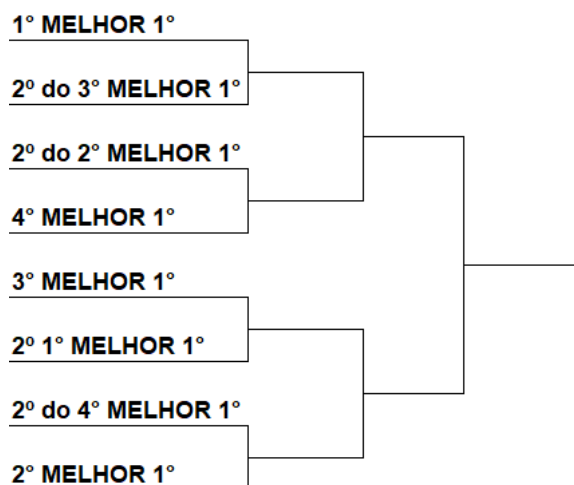 1° MELHOR 1°
2º do 3° MELHOR 1°
2º do 2° MELHOR 1°
4° MELHOR 1°
3° MELHOR 1°
2º 1° MELHOR 1°
2º do 4° MELHOR 1°
2° MELHOR 1°